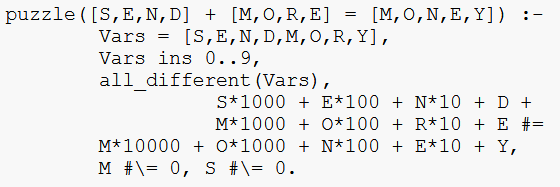 puzzle([S,E,N,D] + [M,O,R,E] = [M,O,N,E,Y]) :-
Vars = [S,E,N,D,M,O,R,Y],
Vars ins 0..9,
all_different(Vars),
S*1000 + E*100 + N*10 + D +
M*1000 + O*100 + R*10 + E #=
M*10000 + O*1000 + N*100 + E*10 + Y,
M #\= 0, S #\= 0.